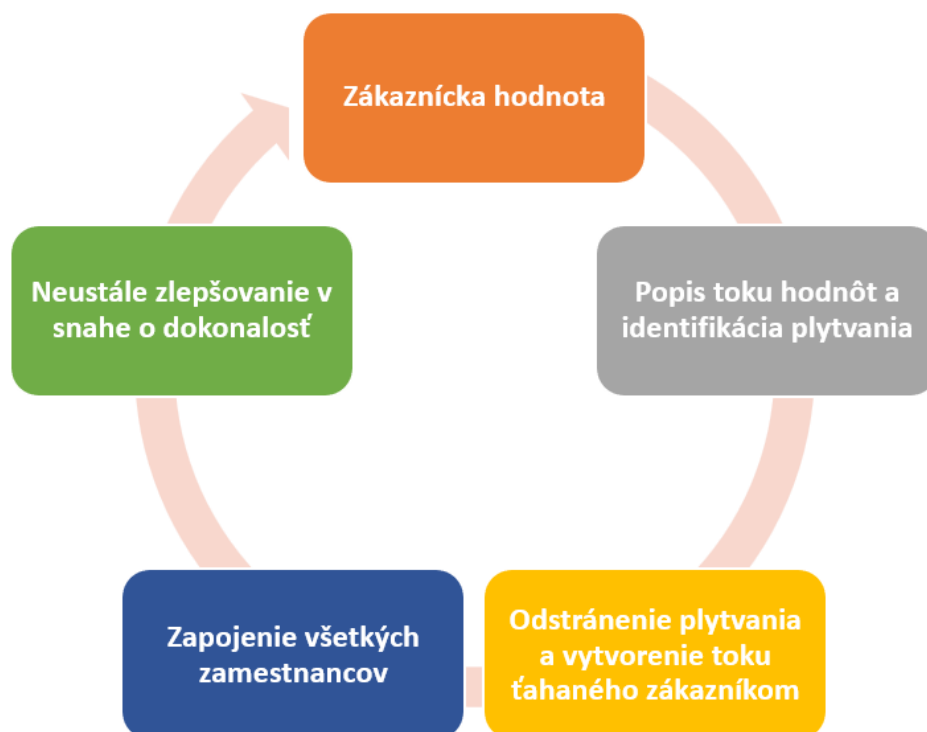 Zákaznícka hodnota
Popis toku hodnôt a
identifikácia plytvania
Odstránenie plytvania
a vytvorenie toku
ťahaného zákazníkom
Zapojenie všetkých
zamestnancov
Neustále zlepšovanie v
snahe o dokonalosť